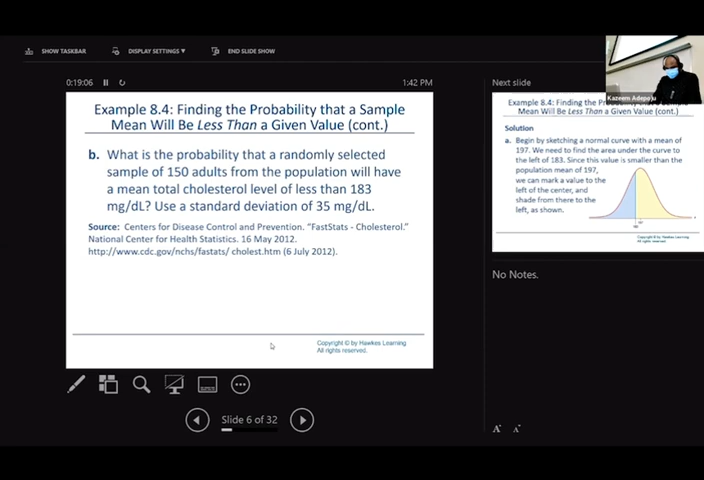 SHOW TASKBAR
DISPLAY SETTINGS ▾
END SLIDE SHOW
0:19:06
1:42 PM
Example 8.4: Finding the Probability that a Sample
Mean Will Be Less Than a Given Value (cont.)
b. What is the probability that a randomly selected
sample of 150 adults from the population will have
a mean total cholesterol level of less than 183
mg/dL? Use a standard deviation of 35 mg/dL.
Source: Centers for Disease Control and Prevention. "FastStats - Cholesterol."
National Center for Health Statistics. 16 May 2012.
http://www.cdc.gov/nchs/fastats/ cholest.htm (6 July 2012).
Copyright © by Hawkes Learning
All rights reserved.
Slide 6 of 32
Next slide
Kazeem Adepoju
Example 8.4: Finding the
Mean Will Be Less Than a Given Value (cont.)
Solution
a. Begin by sketching a normal curve with a mean of
197. We need to find the area under the curve to
the left of 183. Since this value is smaller than the
population mean of 197,
we can mark a value to the
left of the center, and
shade from there to the
left, as shown.
Copyright © by Hawkes Learning
All rights reserved.
No Notes.
A
A